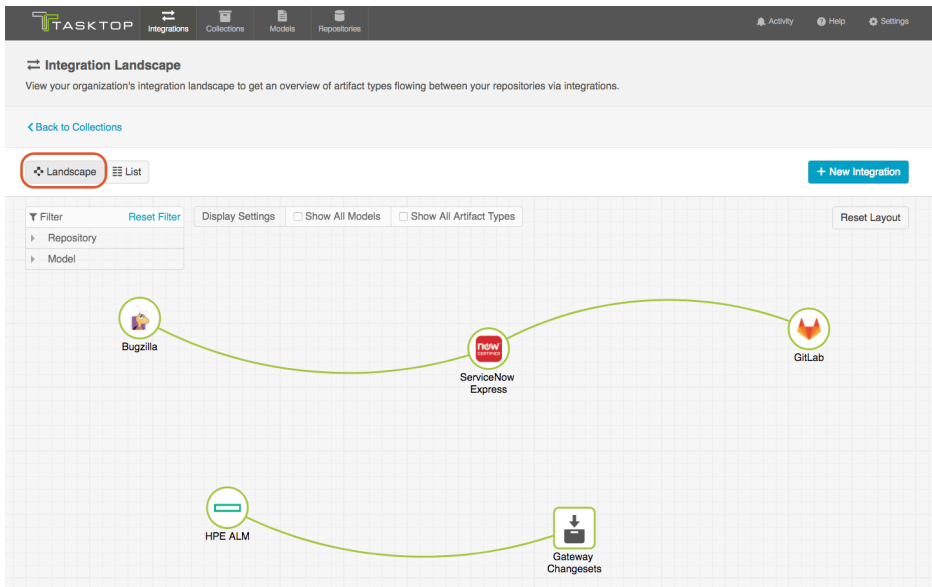 TASKTOP
Integrations
Collections
Models
Repositories
Activity
Help
Settings
Integration Landscape
View your organization's integration landscape to get an overview of artifact types flowing between your repositories via integrations.
Back to Collections
Landscape
List
+ New Integration
Filter
Reset Filter
Display Settings
Show All Models
Show All Artifact Types
Reset Layout
Repository
Model
Bugzilla
now
CERTIFIED
ServiceNow
Express
GitLab
HPE ALM
Gateway
Changesets